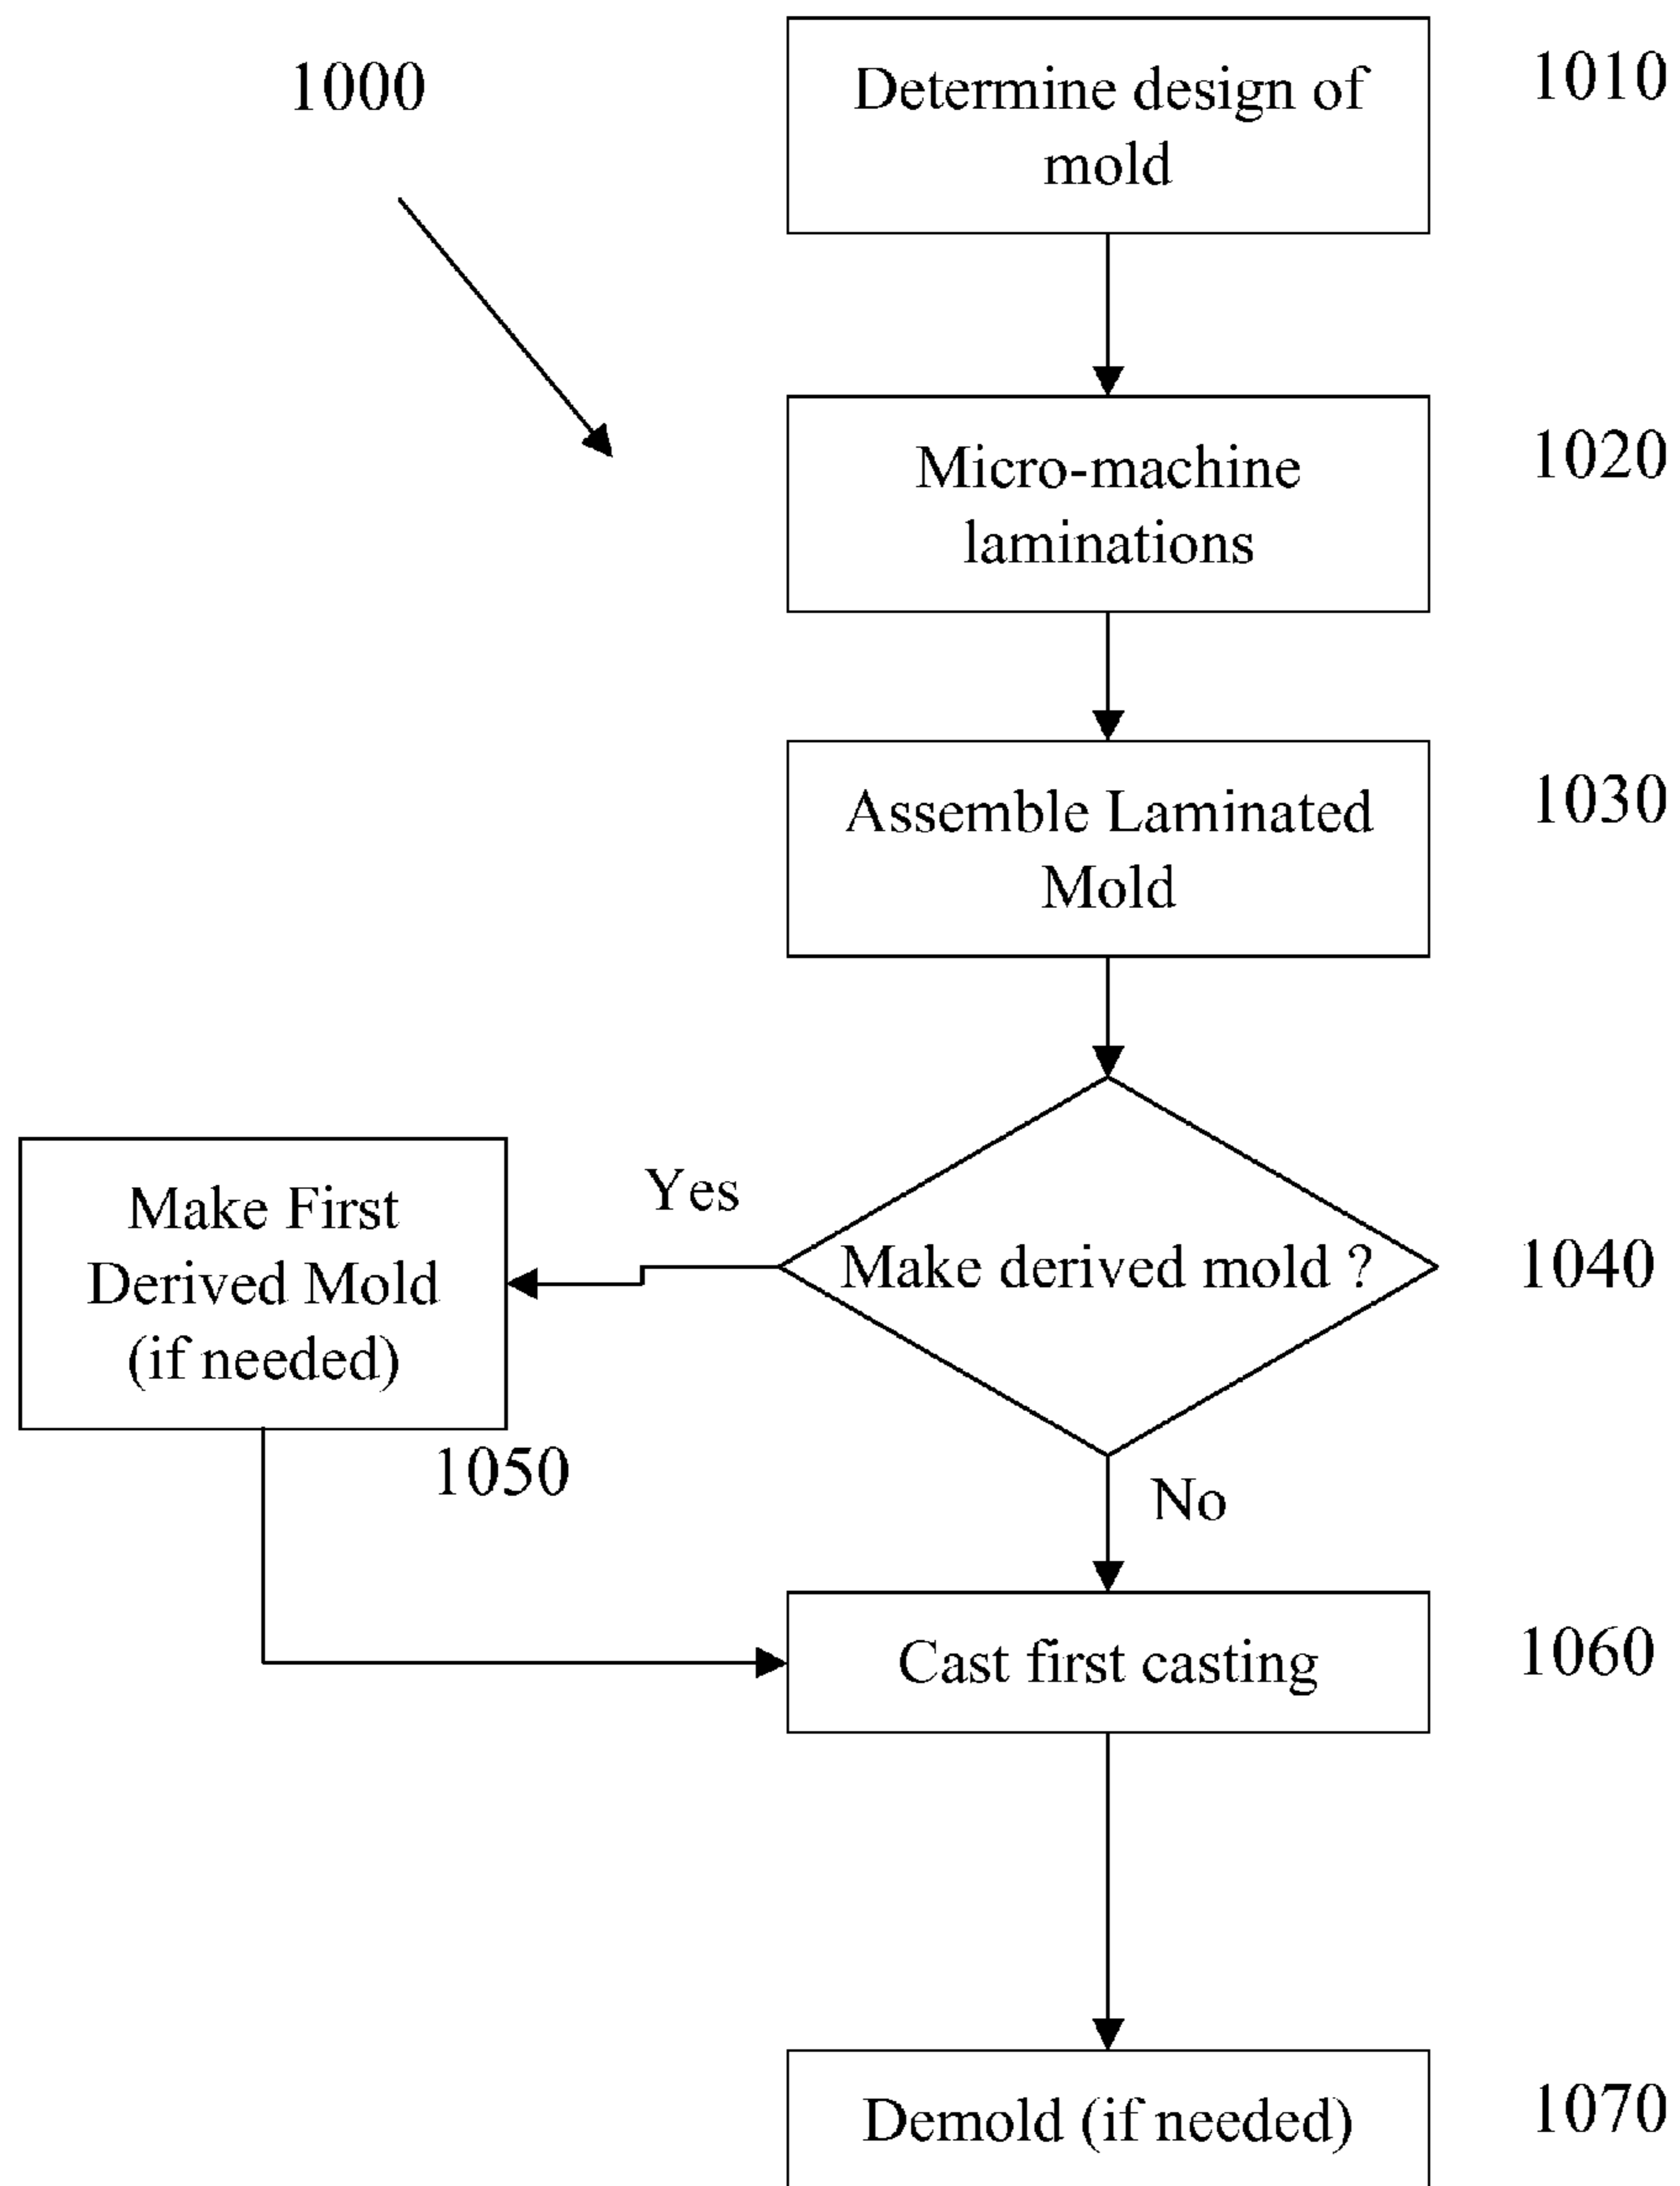 1000
Determine design of
mold
1010
Micro-machine
laminations
1020
Assemble Laminated
Mold
1030
Make derived mold ?
1040
Yes
Make First
Derived Mold
(if needed)
1050
No
Cast first casting
1060
Demold (if needed)
1070